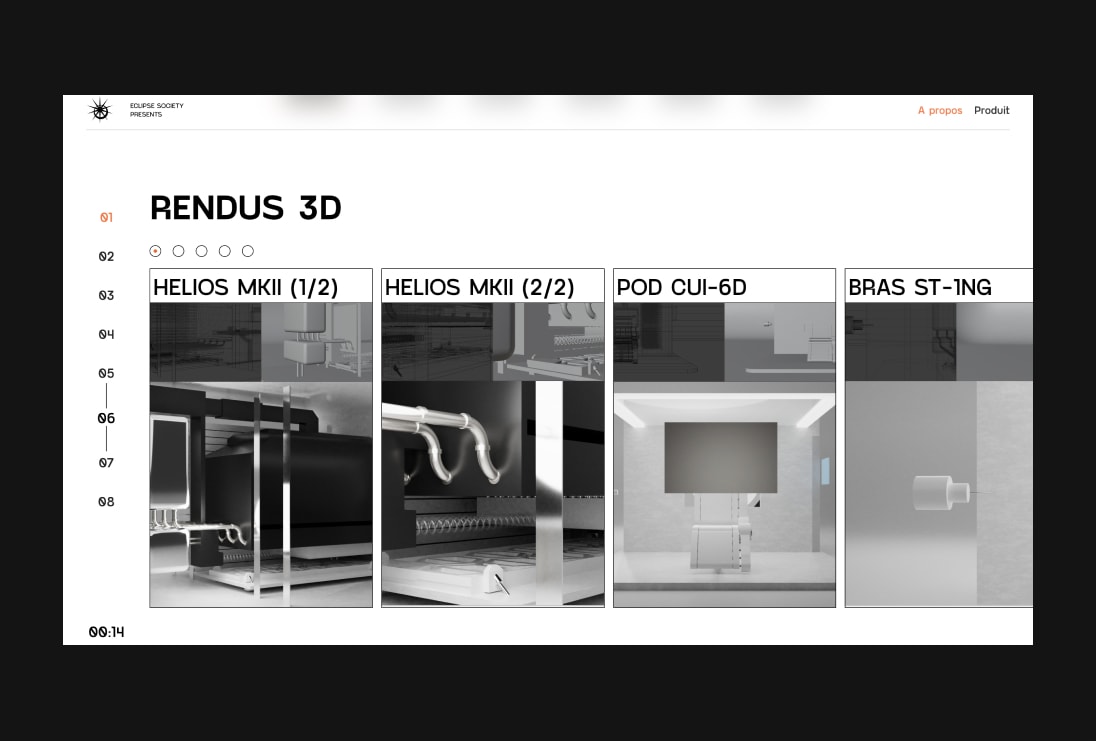 ECLIPSE SOCIETY
PRESENTS
A propos
Produit
RENDUS 3D
01
02
03
04
05
06
07
08
HELIOS MKII (1/2)
HELIOS MKII (2/2)
POD CUI-6D
BRAS ST-1NG
00:14